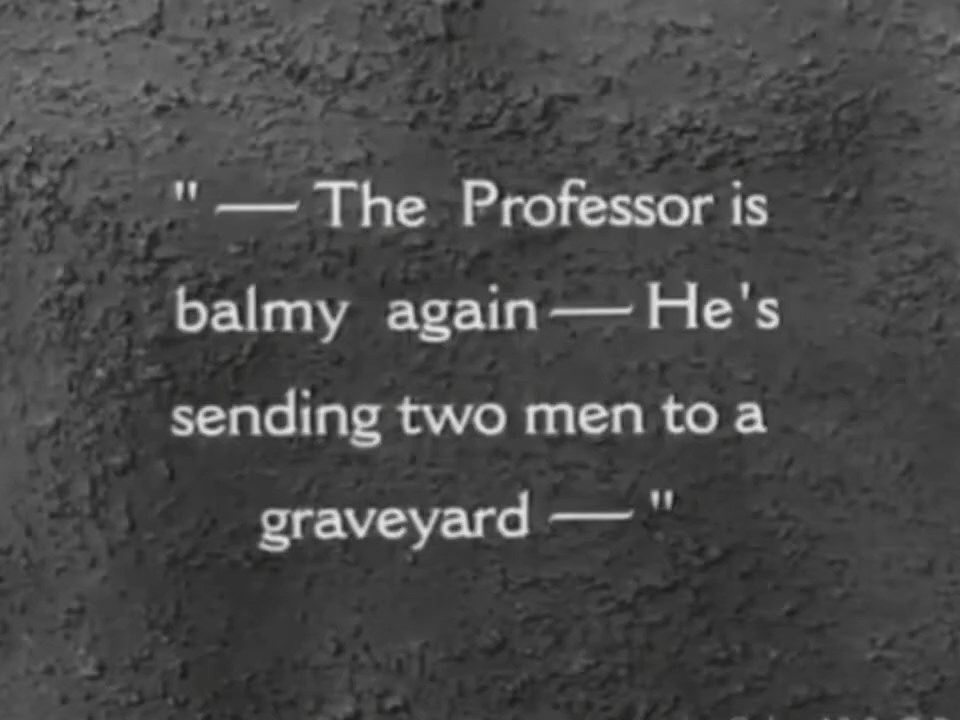 " — The Professor is
balmy again — He's
sending two men to a
graveyard — "